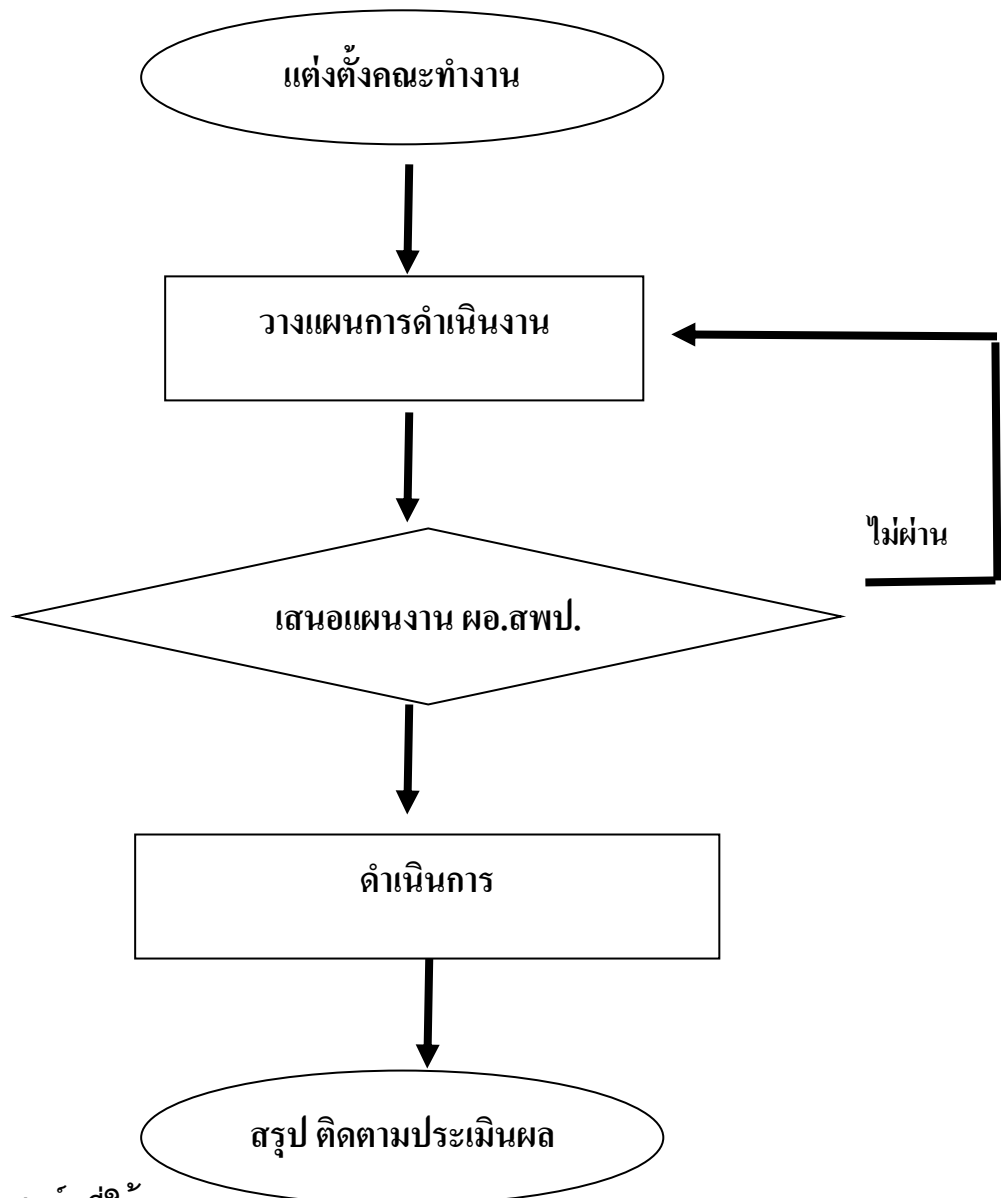 แต่งตั้งคณะทำงาน
วางแผนการดำเนินงาน
ไม่ผ่าน
เสนอแผนงาน ผอ.สพป.
ดำเนินการ
สรุป ติดตามประเมินผล